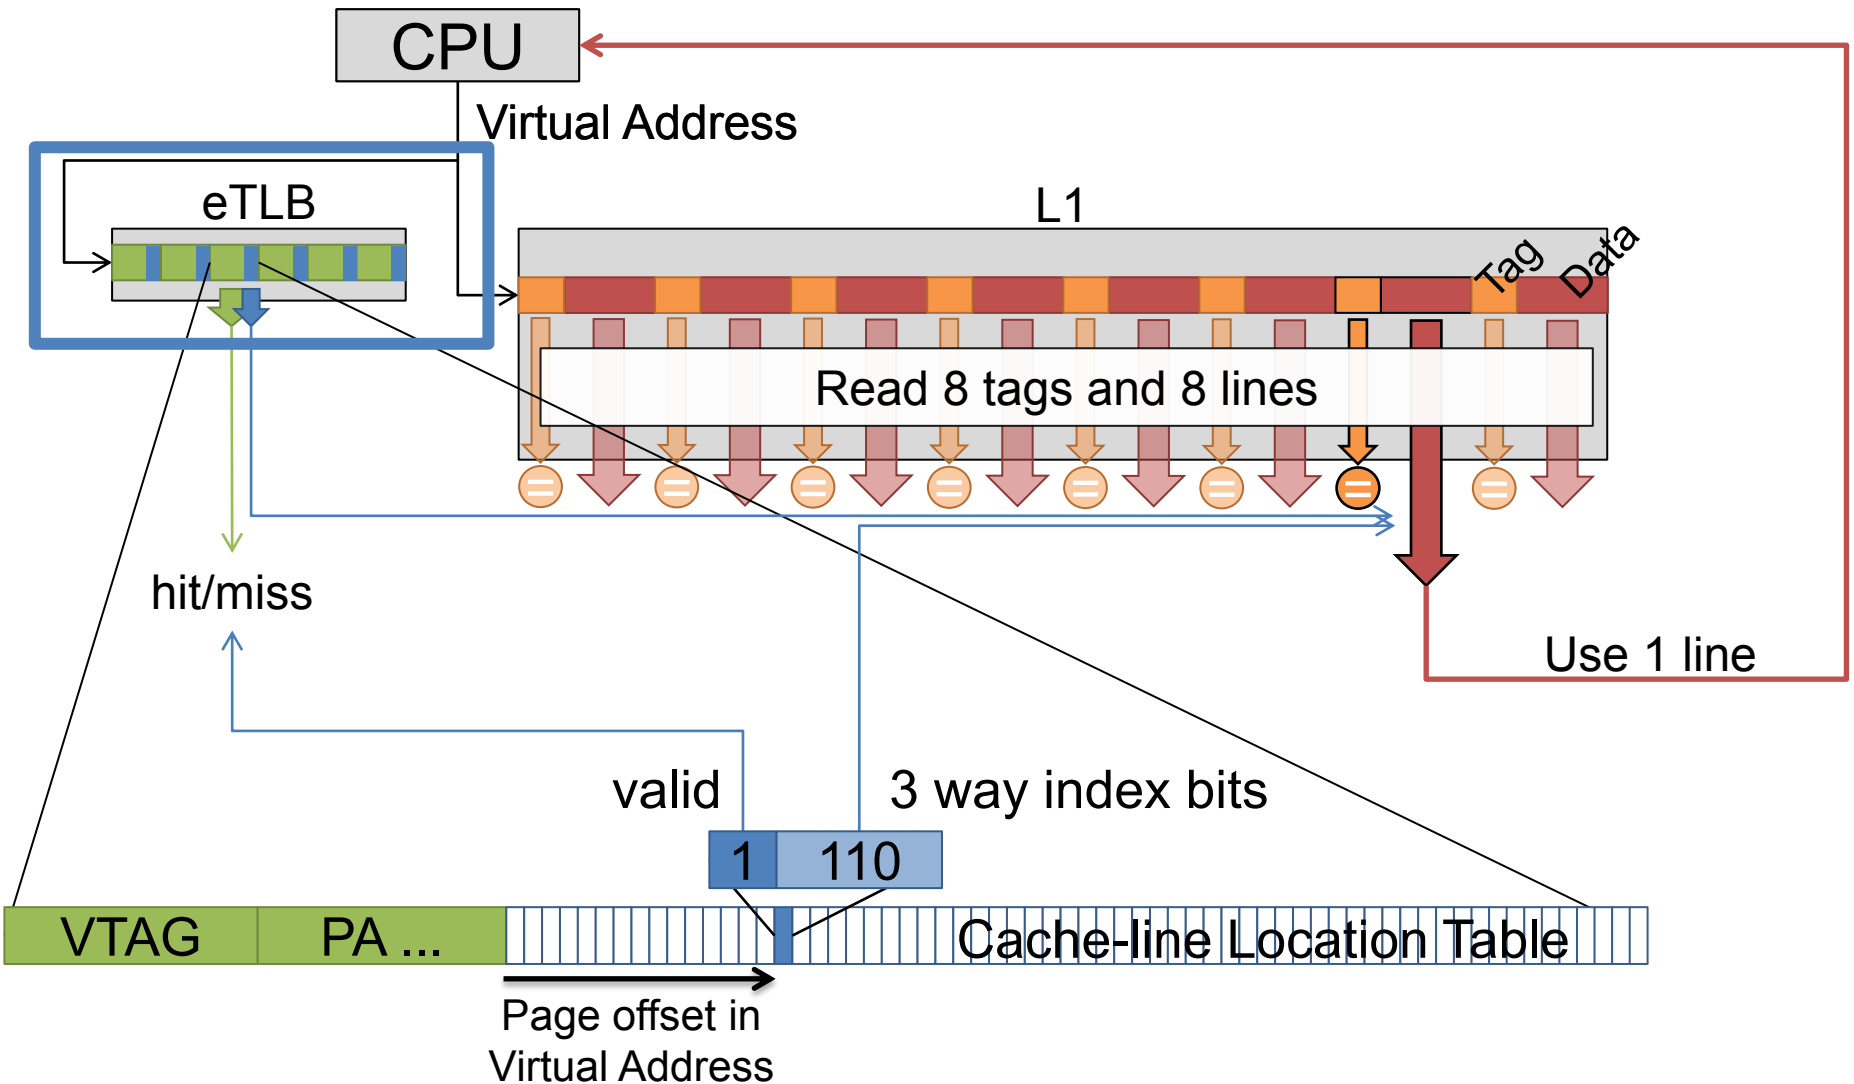 CPU
Virtual Address
eTLB
L1
Tag
Data
Read 8 tags and 8 lines
hit/miss
Use 1 line
valid
3 way index bits
1
110
VTAG
PA ...
Cache-line Location Table
Page offset in
Virtual Address